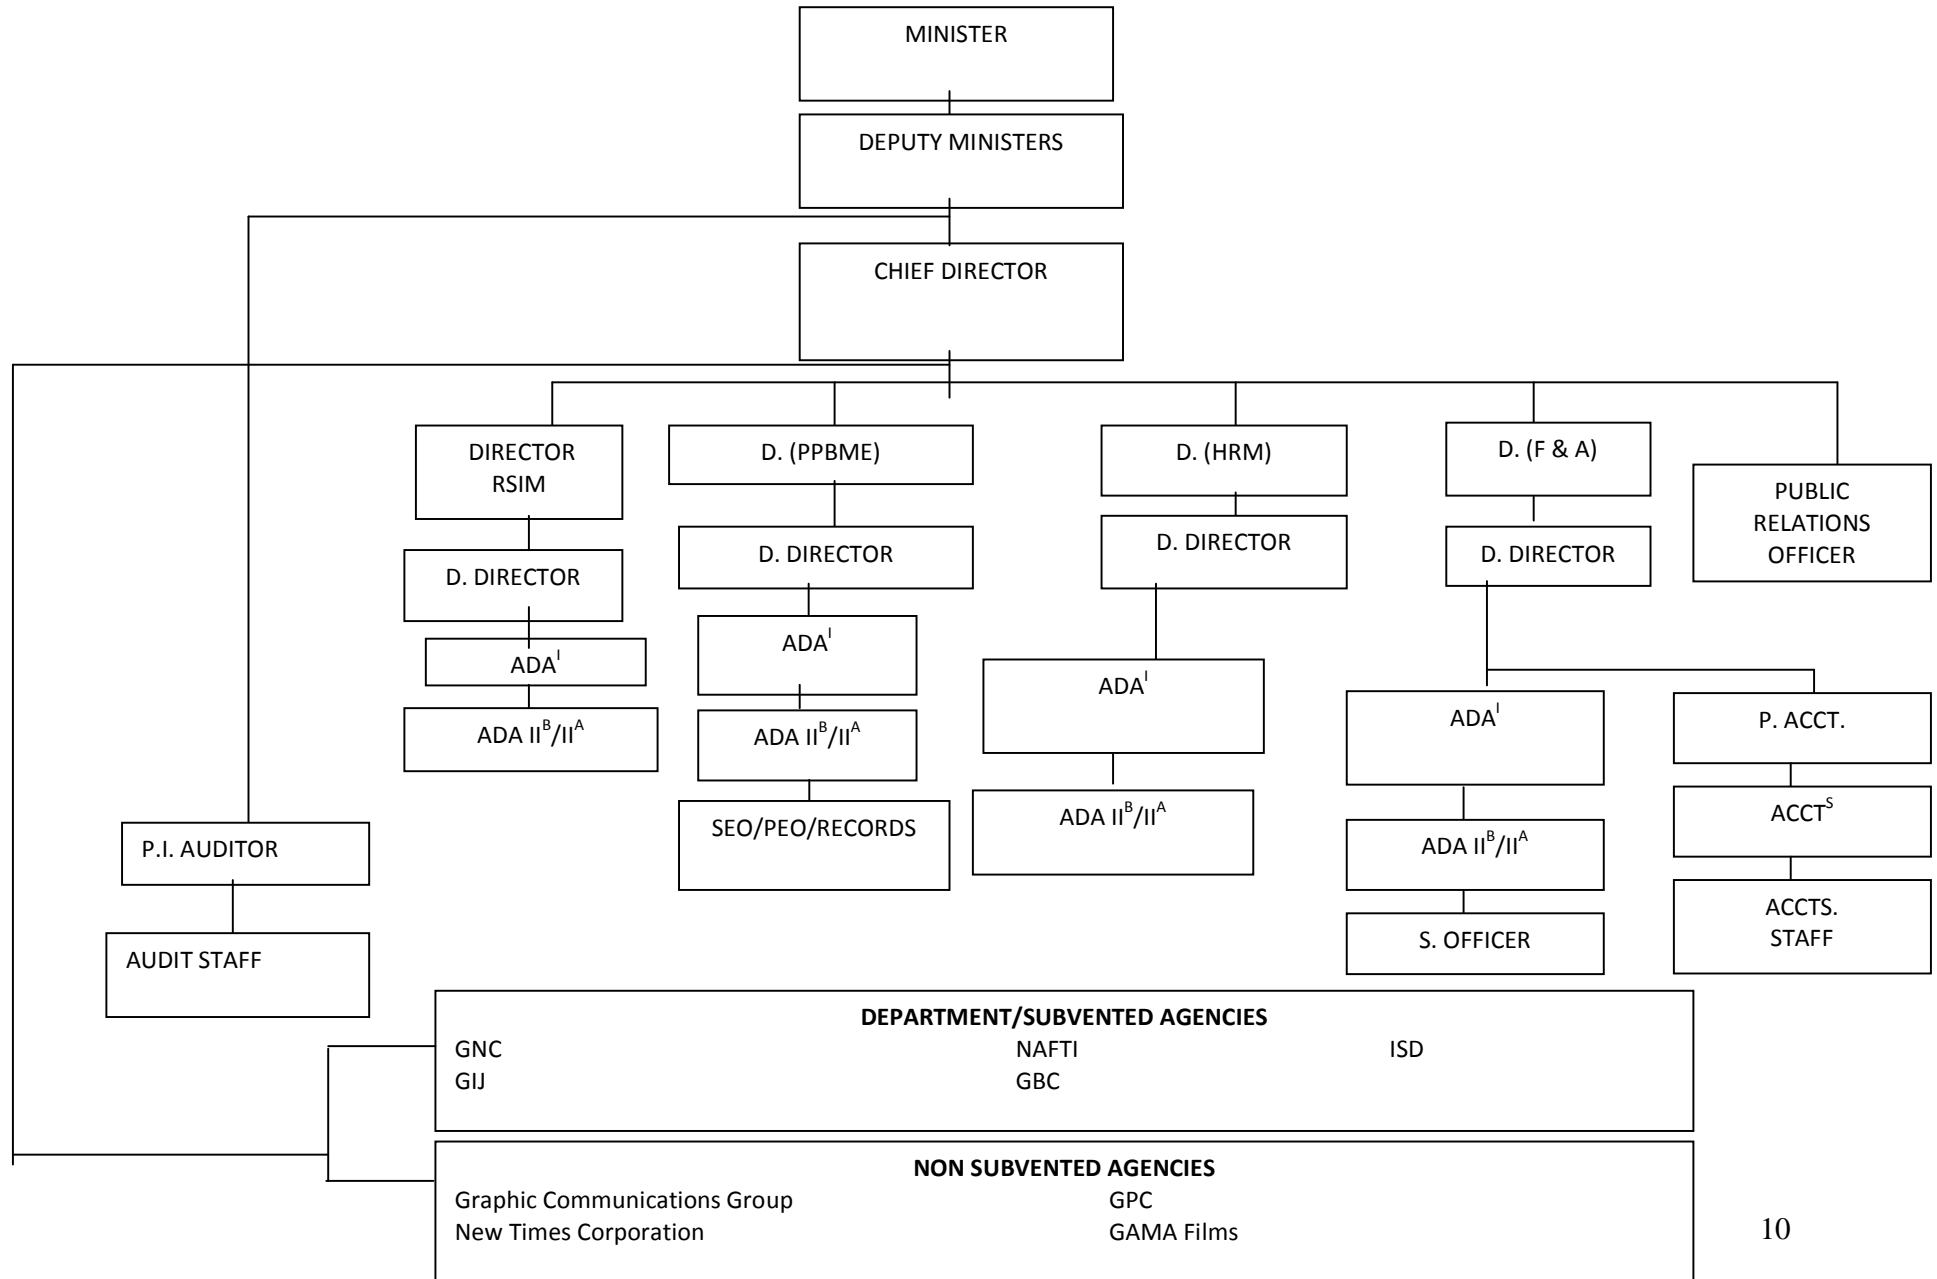 MINISTER
DEPUTY MINISTERS
CHIEF DIRECTOR
DIRECTOR
RSIM
D. (PPBME)
D. (HRM)
D. (F & A)
PUBLIC
RELATIONS
OFFICER
D. DIRECTOR
D. DIRECTOR
D. DIRECTOR
D. DIRECTOR
ADA^I
ADA^I
ADA^I
ADA^I
P. ACCT.
ADA II^B/II^A
ADA II^B/II^A
ADA II^B/II^A
ADA II^B/II^A
ACCT^S
SEO/PEO/RECORDS
S. OFFICER
ACCTS.
STAFF
P.I. AUDITOR
AUDIT STAFF
DEPARTMENT/SUBVENTED AGENCIES
GNC NAFTI ISD
GIJ GBC
NON SUBVENTED AGENCIES
Graphic Communications Group GPC
New Times Corporation GAMA Films
10